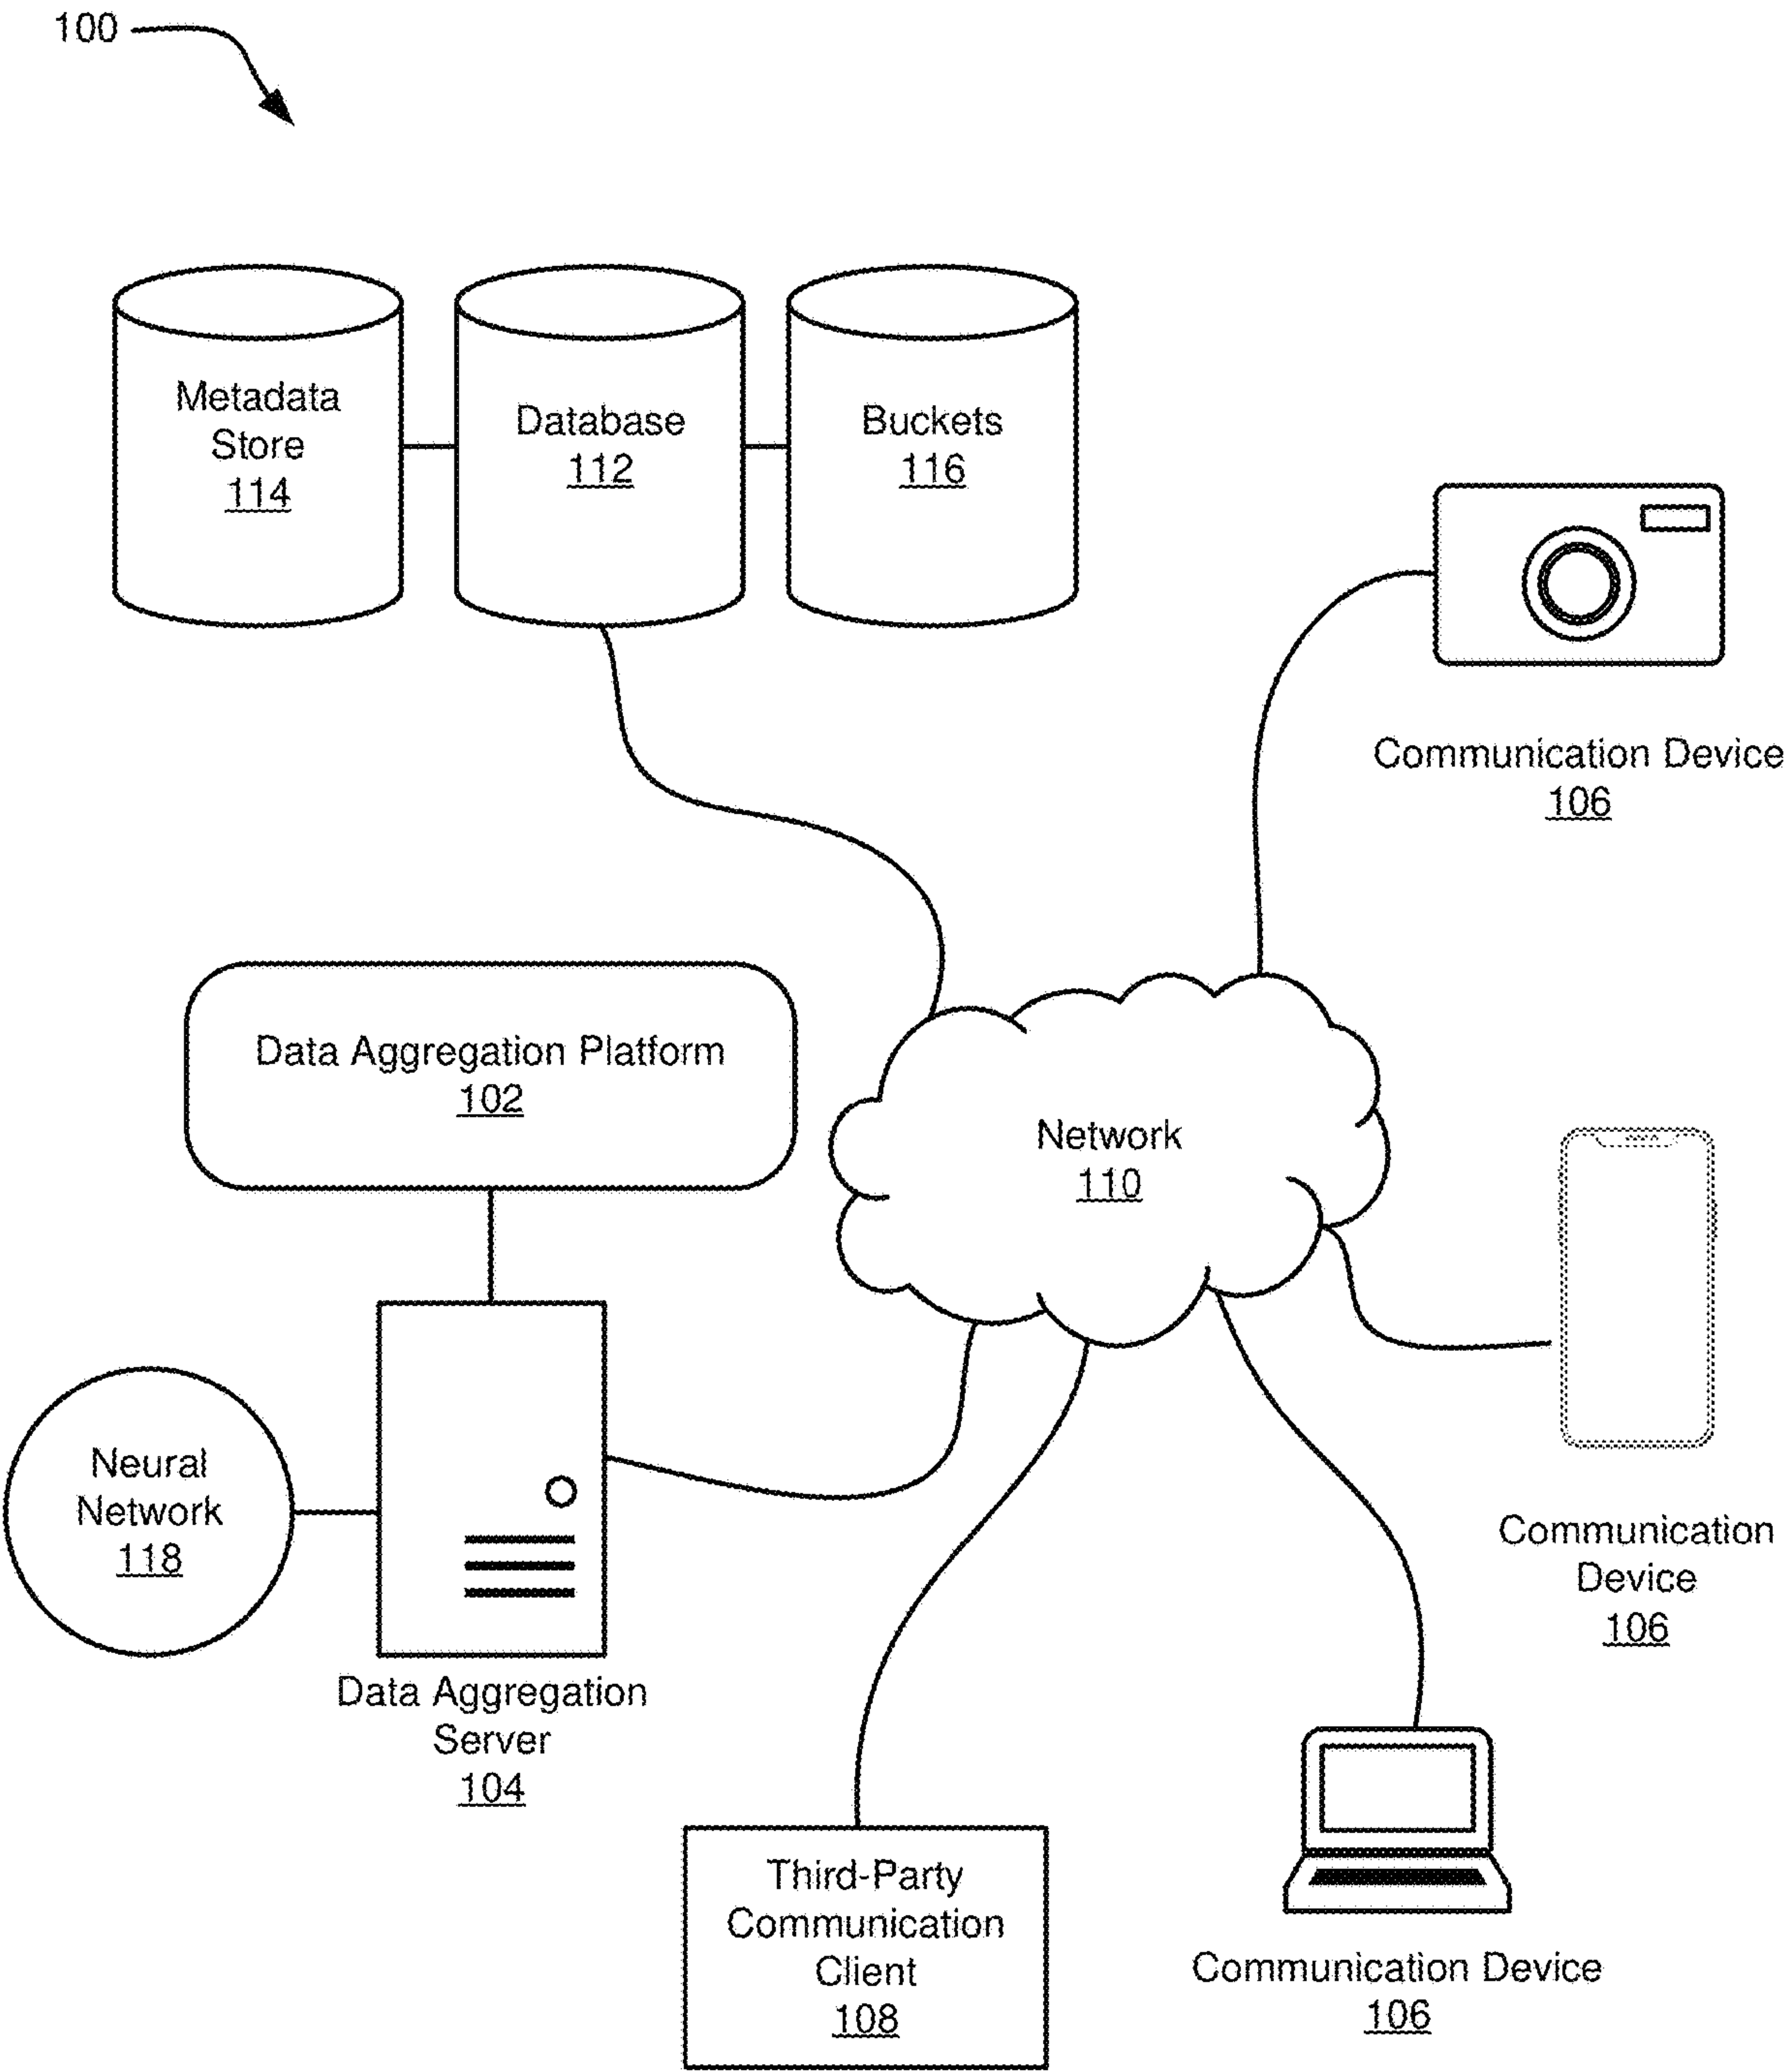 100
Metadata
Store
114
Database
112
Buckets
116
Communication Device
106
Data Aggregation Platform
102
Network
110
Neural
Network
118
Data Aggregation
Server
104
Communication
Device
106
Third-Party
Communication
Client
108
Communication Device
106